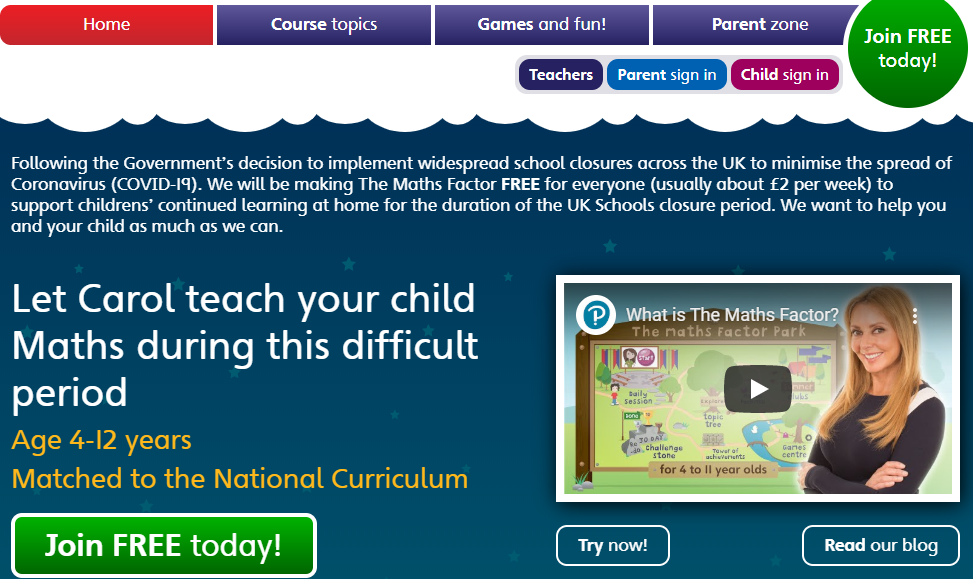 Home
Course topics
Games and fun!
Parent zone
Join FREE
today!
Teachers
Parent sign in
Child sign in
Following the Government's decision to implement widespread school closures across the UK to minimise the spread of
Coronavirus (COVID-19). We will be making The Maths Factor FREE for everyone (usually about £2 per week) to
support childrens' continued learning at home for the duration of the UK Schools closure period. We want to help you
and your child as much as we can.
Let Carol teach your child
Maths during this difficult
period
Age 4-12 years
Matched to the National Curriculum
Join FREE today!
What is The Maths Factor?
The maths Factor Park
START
Daily
session
topic
tree
DONE
30 DAY
challenge
stone
Tower of
achievements
Games
centre
for 4 to 11 year olds
Try now!
Read our blog